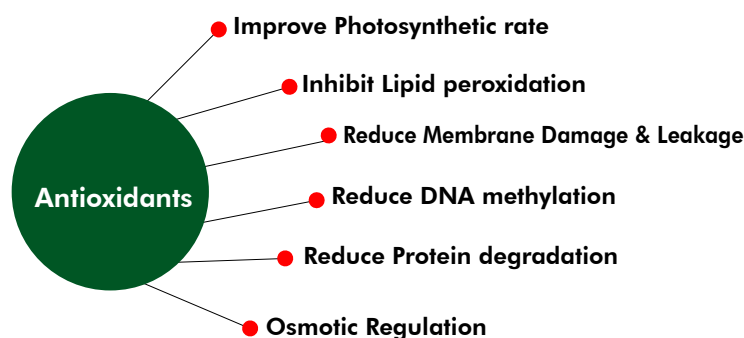 Improve Photosynthetic rate
Inhibit Lipid peroxidation
Reduce Membrane Damage & Leakage
Antioxidants
Reduce DNA methylation
Reduce Protein degradation
Osmotic Regulation